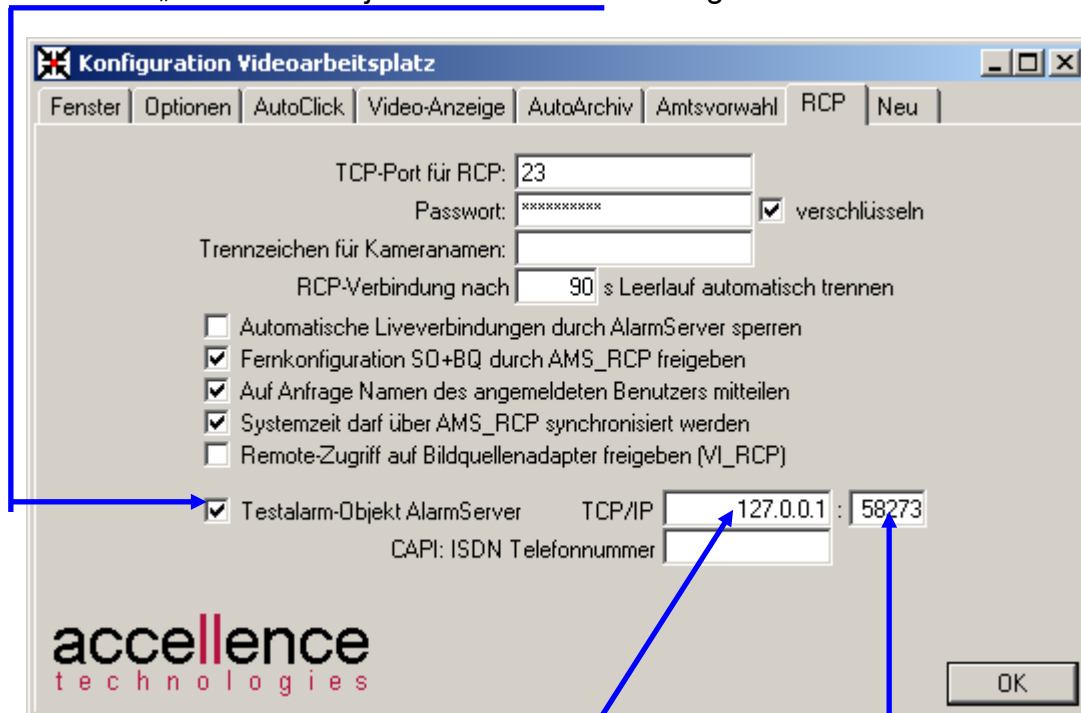 Konfiguration Videoarbeitsplatz
Fenster Optionen AutoClick Video-Anzeige AutoArchiv Amtsvorwahl RCP Neu
TCP-Port für RCP: 23
Passwort: ********** verschlüsseln
Trennzeichen für Kameranamen:
RCP-Verbindung nach 90 s Leerlauf automatisch trennen
Automatische Liveverbindungen durch AlarmServer sperren
Fernkonfiguration SO+BQ durch AMS_RCP freigeben
Auf Anfrage Namen des angemeldeten Benutzers mitteilen
Systemzeit darf über AMS_RCP synchronisiert werden
Remote-Zugriff auf Bildquellenadapter freigeben (VI_RCP)
Testalarm-Objekt AlarmServer TCP/IP 127.0.0.1 : 58273
CAPI: ISDN Telefonnummer
accellence
technologies
OK